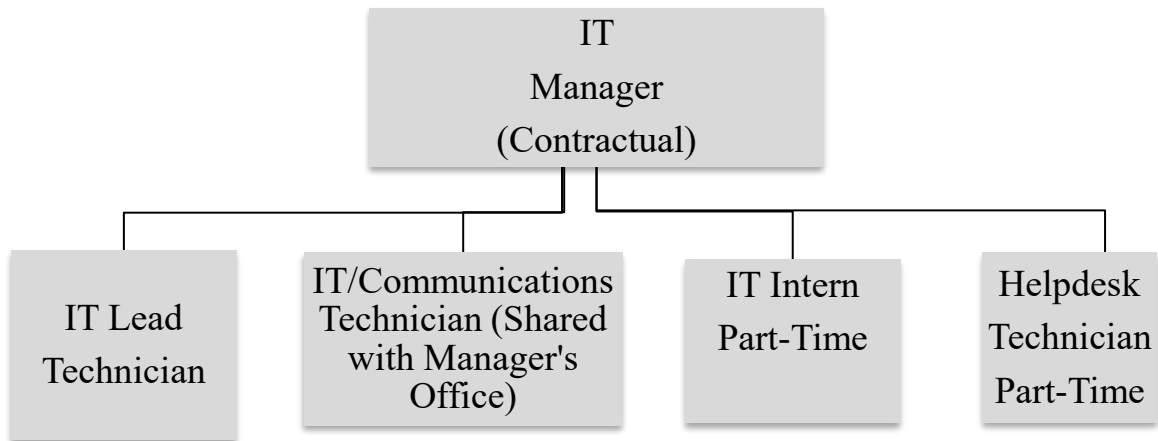 IT
Manager
(Contractual)
IT Lead
Technician
IT/Communications
Technician (Shared
with Manager's
Office)
IT Intern
Part-Time
Helpdesk
Technician
Part-Time